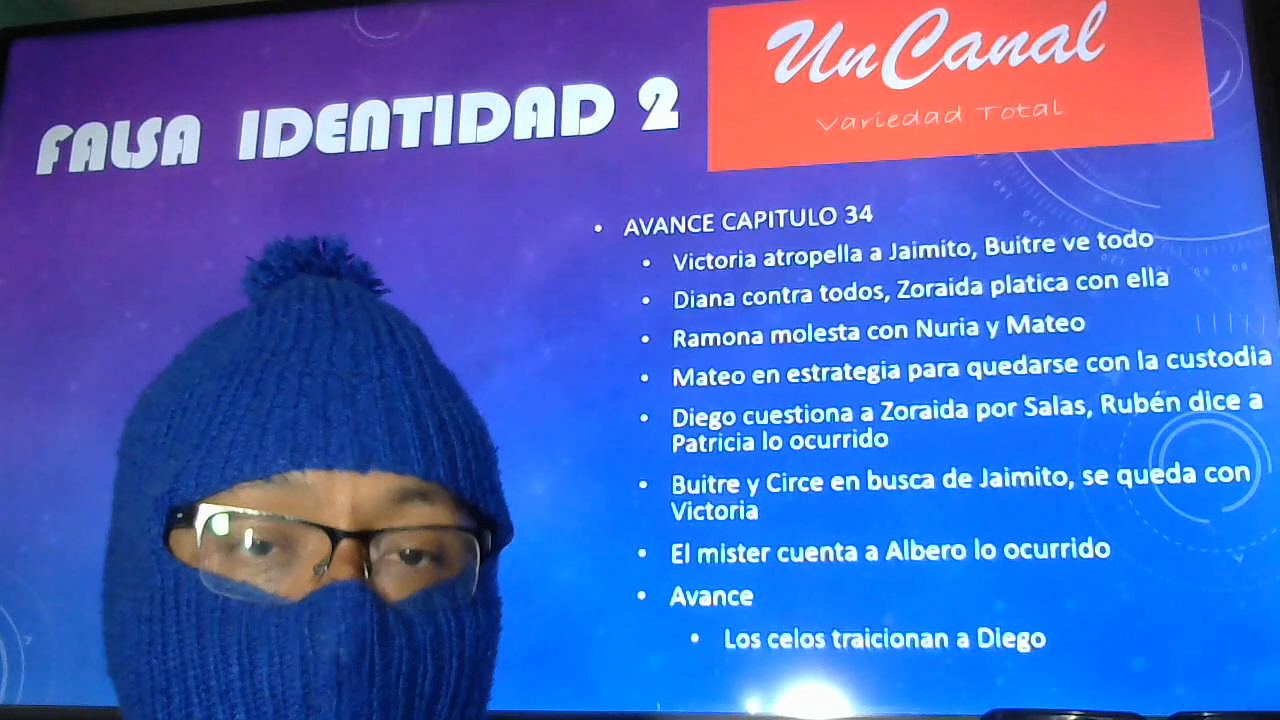 FALSA IDENTIDAD 2
UnCanal
Variedad Total
• AVANCE CAPITULO 34
• Victoria atropella a Jaimito, Buitre ve todo
• Diana contra todos, Zoraida platica con ella
• Ramona molesta con Nuria y Mateo
• Mateo en estrategia para quedarse con la custodia
• Diego cuestiona a Zoraida por Salas, Rubén dice a
Patricia lo ocurrido
• Buitre y Circe en busca de Jaimito, se queda con
Victoria
• El mister cuenta a Albero lo ocurrido
• Avance
• Los celos traicionan a Diego